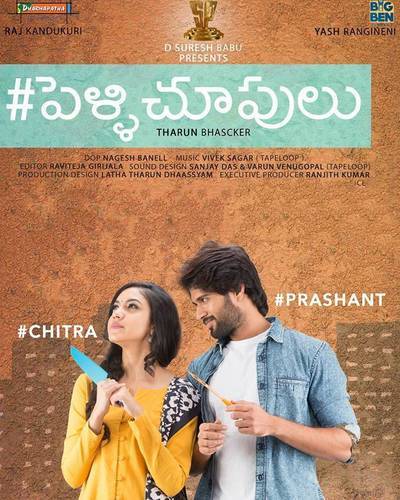 Dharmapatha
BIG BEN
RAJ KANDUKURI
YASH RANGINENI
D SURESH BABU
PRESENTS
#పెళ్ళిచూపులు
THARUN BHASCKER
DOP NAGESH BANELL MUSIC VIVEK SAGAR ( TAPELOOP )
EDITOR RAVITEJA GIRIJALA SOUND DESIGN SANJAY DAS & VARUN VENUGOPAL (TAPELOOP)
PRODUCTION DESIGN LATHA THARUN DHAASSYAM EXECUTIVE PRODUCER RANJITH KUMAR
ICE
#PRASHANT
#CHITRA